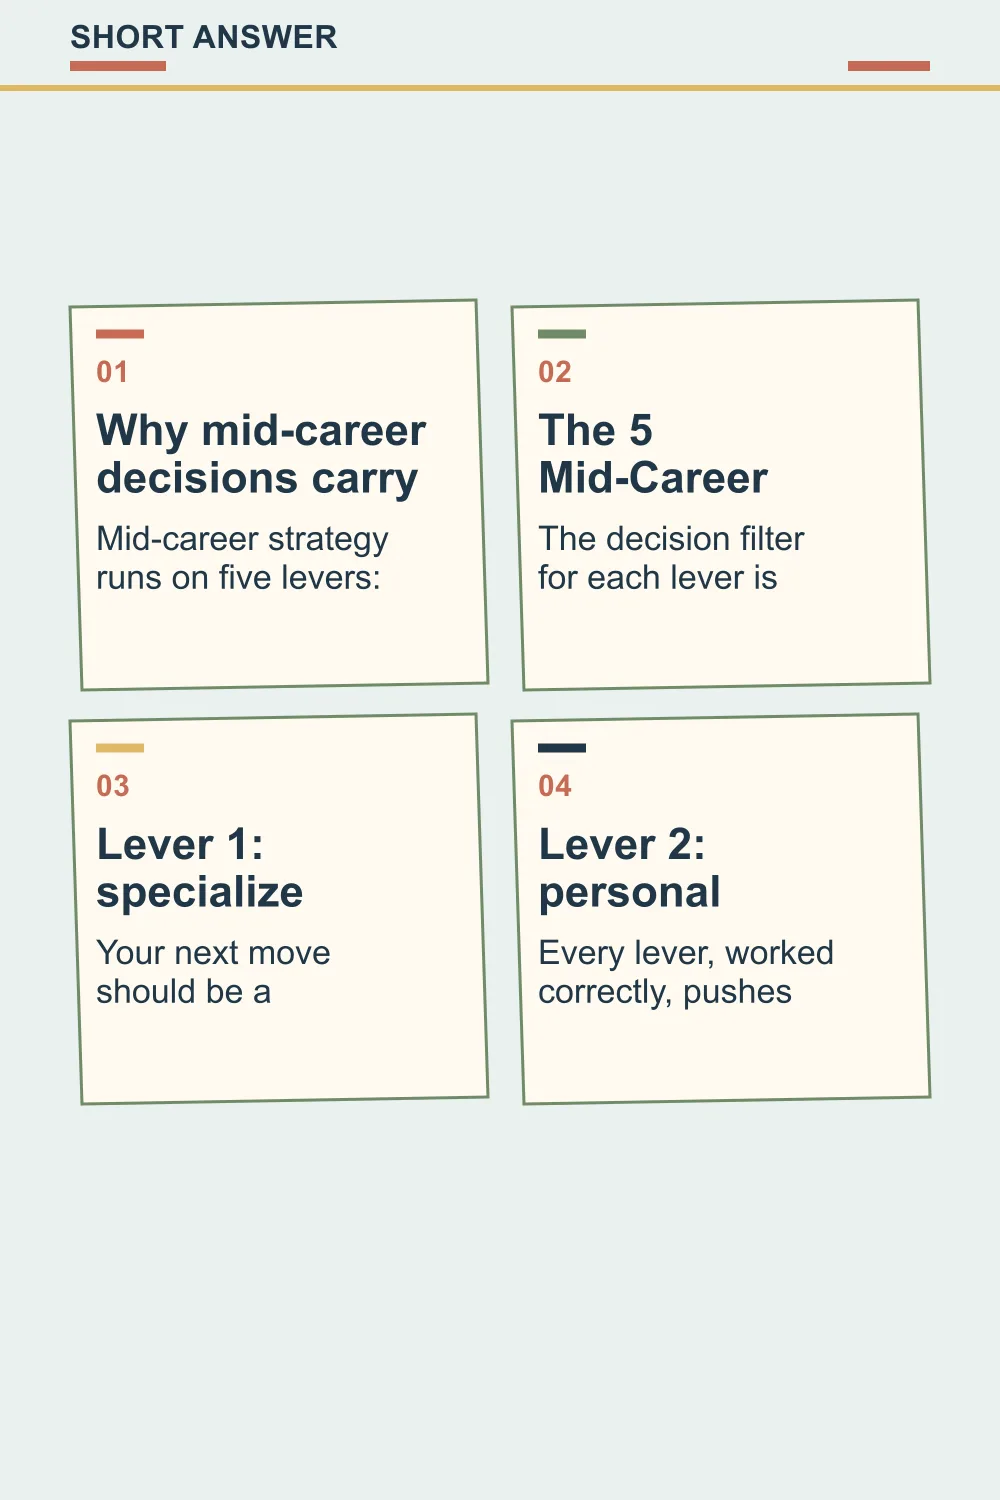 SHORT ANSWER
01
Why mid-career
decisions carry
Mid-career strategy
runs on five levers:
02
The 5
Mid-Career
The decision filter
for each lever is
03
Lever 1:
specialize
Your next move
should be a
04
Lever 2:
personal
Every lever, worked
correctly, pushes